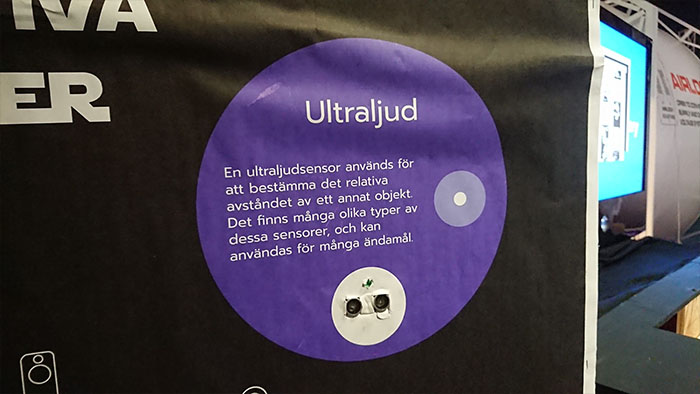 IVA
ER
Ultraljud
En ultraljudsensor används för
att bestämma det relativa
avståndet av ett annat objekt.
Det finns många olika typer av
dessa sensorer, och kan
användas för många ändamål.